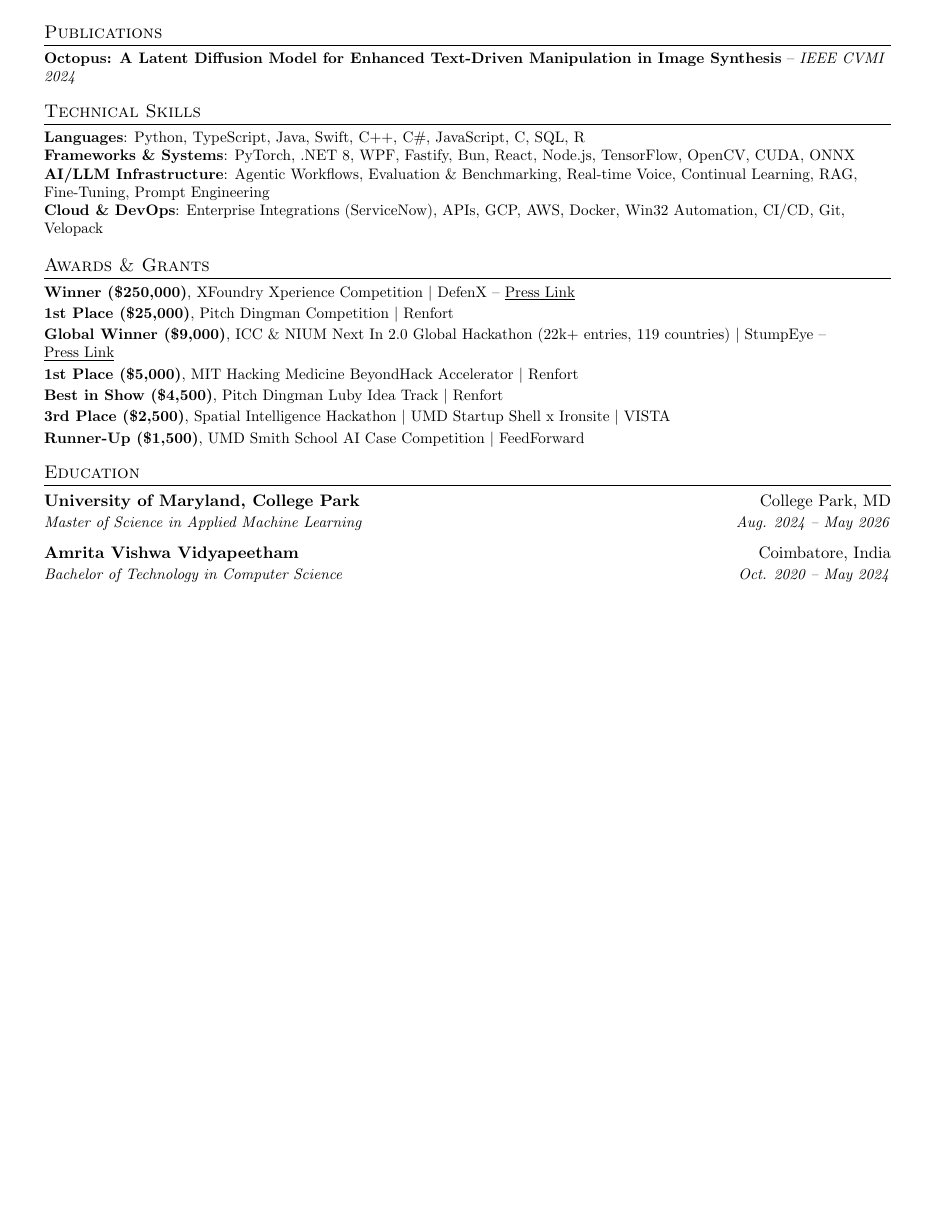 Publications
Octopus: A Latent Diffusion Model for Enhanced Text-Driven Manipulation in Image Synthesis – IEEE CVMI
2024
Technical Skills
Languages: Python, TypeScript, Java, Swift, C++, C#, JavaScript, C, SQL, R
Frameworks & Systems: PyTorch, .NET 8, WPF, Fastify, Bun, React, Node.js, TensorFlow, OpenCV, CUDA, ONNX
AI/LLM Infrastructure: Agentic Workflows, Evaluation & Benchmarking, Real-time Voice, Continual Learning, RAG,
Fine-Tuning, Prompt Engineering
Cloud & DevOps: Enterprise Integrations (ServiceNow), APIs, GCP, AWS, Docker, Win32 Automation, CI/CD, Git,
Velopack
Awards & Grants
Winner ($250,000), XFoundry Xperience Competition | DefenX – Press Link
1st Place ($25,000), Pitch Dingman Competition | Renfort
Global Winner ($9,000), ICC & NIUM Next In 2.0 Global Hackathon (22k+ entries, 119 countries) | StumpEye –
Press Link
1st Place ($5,000), MIT Hacking Medicine BeyondHack Accelerator | Renfort
Best in Show ($4,500), Pitch Dingman Luby Idea Track | Renfort
3rd Place ($2,500), Spatial Intelligence Hackathon | UMD Startup Shell x Ironsite | VISTA
Runner-Up ($1,500), UMD Smith School AI Case Competition | FeedForward
Education
University of Maryland, College Park College Park, MD
Master of Science in Applied Machine Learning Aug. 2024 – May 2026
Amrita Vishwa Vidyapeetham Coimbatore, India
Bachelor of Technology in Computer Science Oct. 2020 – May 2024